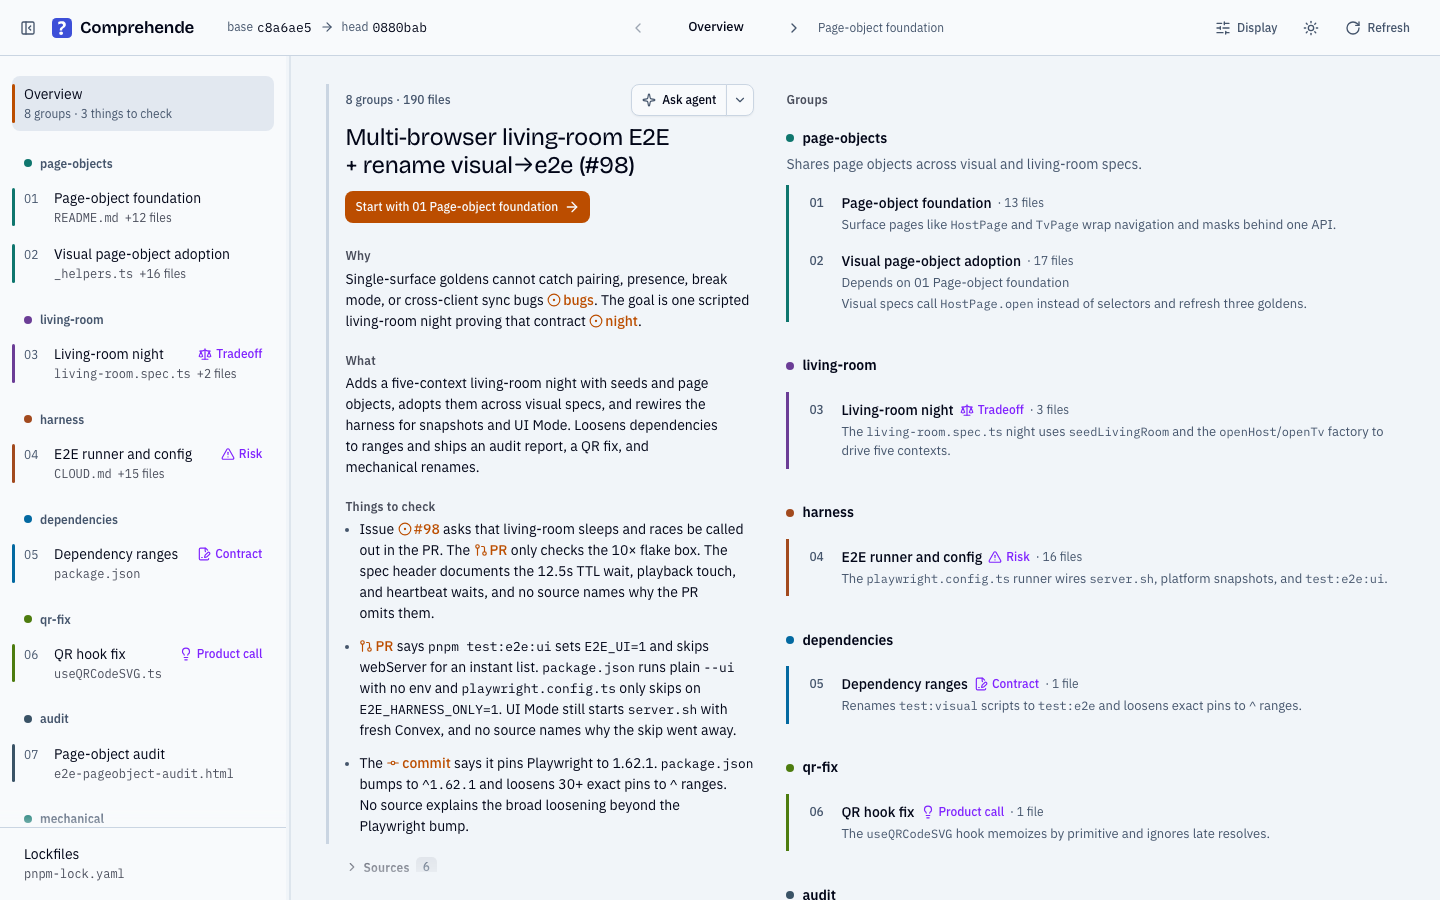 Comprehende
base c8a6ae5 → head 0880bab
Overview
Page-object foundation
Display
Refresh
Overview
8 groups · 3 things to check
page-objects
01 Page-object foundation
README.md +12 files
02 Visual page-object adoption
_helpers.ts +16 files
living-room
03 Living-room night Tradeoff
living-room.spec.ts +2 files
harness
04 E2E runner and config Risk
CLOUD.md +15 files
dependencies
05 Dependency ranges Contract
package.json
qr-fix
06 QR hook fix Product call
useQRCodeSVG.ts
audit
07 Page-object audit
e2e-pageobject-audit.html
mechanical
Lockfiles
pnpm-lock.yaml
8 groups · 190 files
Ask agent
Multi-browser living-room E2E
+ rename visual→e2e (#98)
Start with 01 Page-object foundation →
Why
Single-surface goldens cannot catch pairing, presence, break
mode, or cross-client sync bugs bugs. The goal is one scripted
living-room night proving that contract night.
What
Adds a five-context living-room night with seeds and page
objects, adopts them across visual specs, and rewires the
harness for snapshots and UI Mode. Loosens dependencies
to ranges and ships an audit report, a QR fix, and
mechanical renames.
Things to check
• Issue #98 asks that living-room sleeps and races be called
out in the PR. The PR only checks the 10× flake box. The
spec header documents the 12.5s TTL wait, playback touch,
and heartbeat waits, and no source names why the PR
omits them.
• PR says pnpm test:e2e:ui sets E2E_UI=1 and skips
webServer for an instant list. package.json runs plain --ui
with no env and playwright.config.ts only skips on
E2E_HARNESS_ONLY=1. UI Mode still starts server.sh with
fresh Convex, and no source names why the skip went away.
• The commit says it pins Playwright to 1.62.1. package.json
bumps to ^1.62.1 and loosens 30+ exact pins to ^ ranges.
No source explains the broad loosening beyond the
Playwright bump.
Sources 6
Groups
page-objects
Shares page objects across visual and living-room specs.
01 Page-object foundation · 13 files
Surface pages like HostPage and TvPage wrap navigation and masks behind one API.
02 Visual page-object adoption · 17 files
Depends on 01 Page-object foundation
Visual specs call HostPage.open instead of selectors and refresh three goldens.
living-room
03 Living-room night Tradeoff · 3 files
The living-room.spec.ts night uses seedLivingRoom and the openHost/openTv factory to
drive five contexts.
harness
04 E2E runner and config Risk · 16 files
The playwright.config.ts runner wires server.sh, platform snapshots, and test:e2e:ui.
dependencies
05 Dependency ranges Contract · 1 file
Renames test:visual scripts to test:e2e and loosens exact pins to ^ ranges.
qr-fix
06 QR hook fix Product call · 1 file
The useQRCodeSVG hook memoizes by primitive and ignores late resolves.
audit